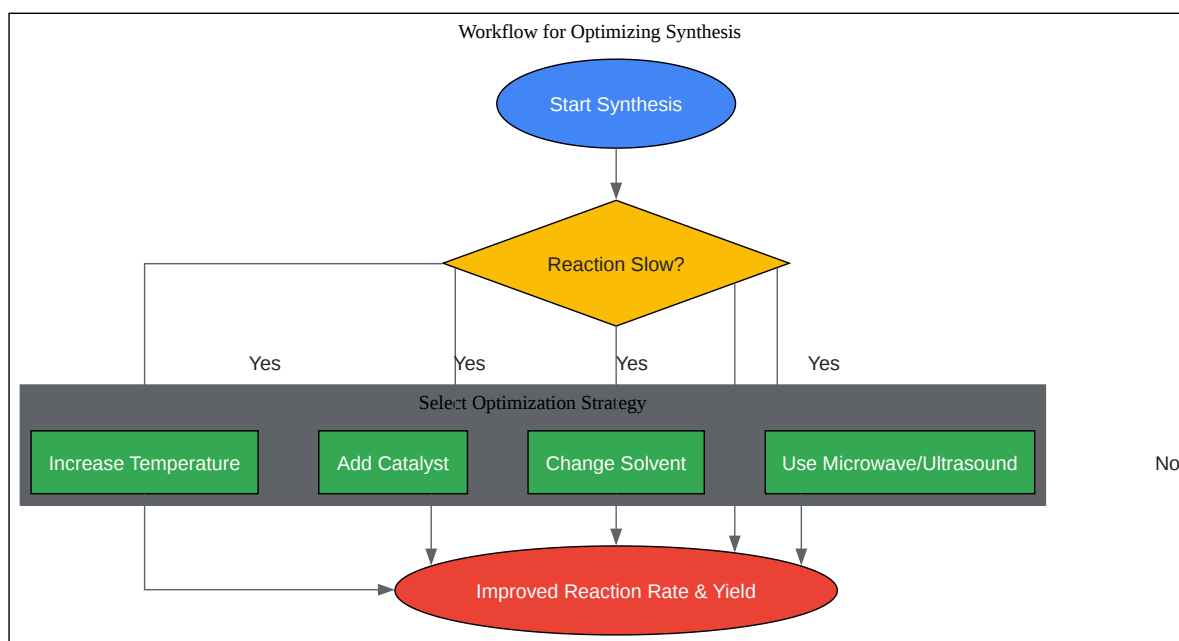 Workflow for Optimizing Synthesis
Start Synthesis
Reaction Slow?
Yes
Yes
Yes
Yes
Select Optimization Strategy
Increase Temperature
Add Catalyst
Change Solvent
Use Microwave/Ultrasound
No
Improved Reaction Rate & Yield